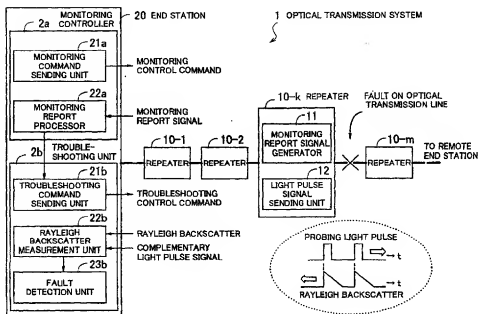 MONITORING
CONTROLLER
2a
20 END STATION
21a
MONITORING
COMMAND
SENDING UNIT
MONITORING
CONTROL COMMAND
22a
MONITORING
REPORT
PROCESSOR
MONITORING
REPORT SIGNAL
TROUBLE-
SHOOTING UNIT
2b
21b
TROUBLESHOOTING
COMMAND
SENDING UNIT
TROUBLESHOOTING
CONTROL COMMAND
22b
RAYLEIGH
BACKSCATTER
MEASUREMENT UNIT
RAYLEIGH BACKSCATTER
COMPLEMENTARY
LIGHT PULSE SIGNAL
23b
FAULT
DETECTION UNIT
1 OPTICAL TRANSMISSION SYSTEM
10-1
REPEATER
10-2
REPEATER
10-k REPEATER
11
MONITORING
REPORT SIGNAL
GENERATOR
12
LIGHT PULSE
SIGNAL
SENDING UNIT
FAULT ON OPTICAL
TRANSMISSION LINE
10-m
REPEATER
TO REMOTE
END STATION
PROBING LIGHT PULSE
t
t
RAYLEIGH BACKSCATTER